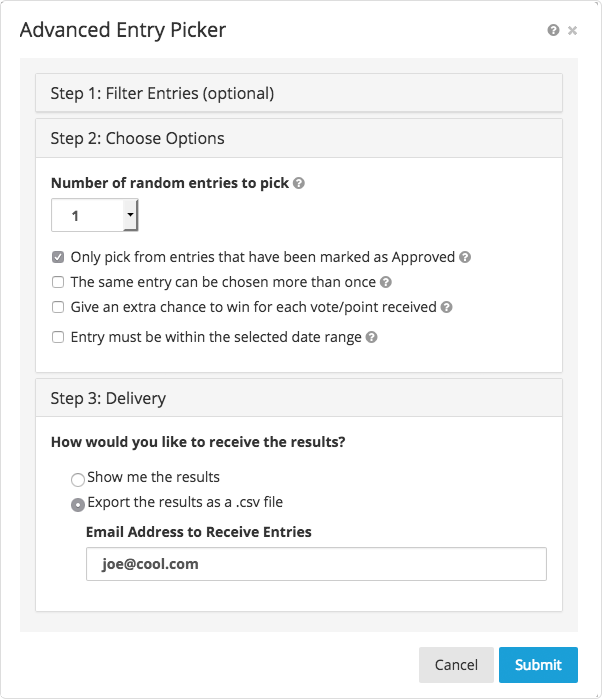 Advanced Entry Picker
Step 1: Filter Entries (optional)
Step 2: Choose Options
Number of random entries to pick ?
1
Only pick from entries that have been marked as Approved ?
The same entry can be chosen more than once ?
Give an extra chance to win for each vote/point received ?
Entry must be within the selected date range ?
Step 3: Delivery
How would you like to receive the results?
Show me the results
Export the results as a .csv file
Email Address to Receive Entries
joe@cool.com
Cancel Submit